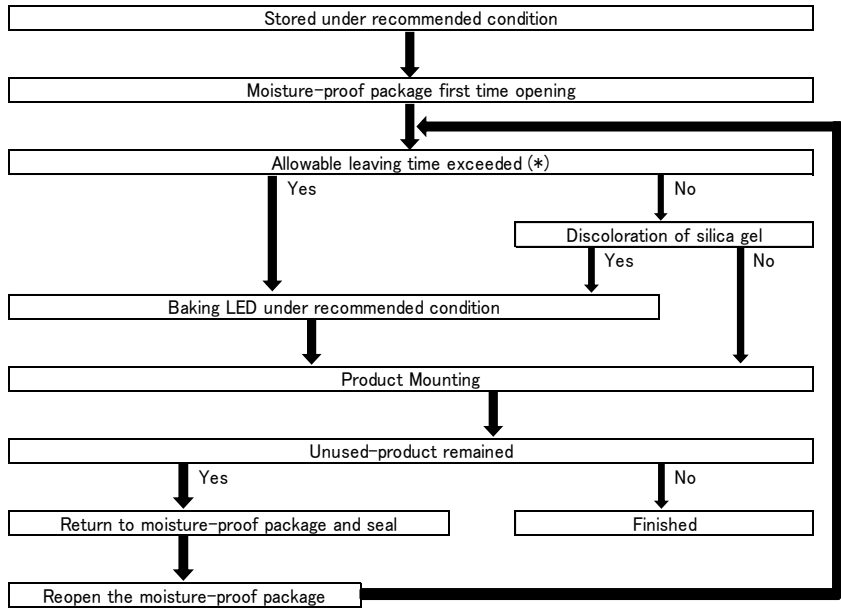 Stored under recommended condition
Moisture-proof package first time opening
Allowable leaving time exceeded (*)
Yes
No
Discoloration of silica gel
Yes
No
Baking LED under recommended condition
Product Mounting
Unused-product remained
Yes
No
Return to moisture-proof package and seal
Finished
Reopen the moisture-proof package